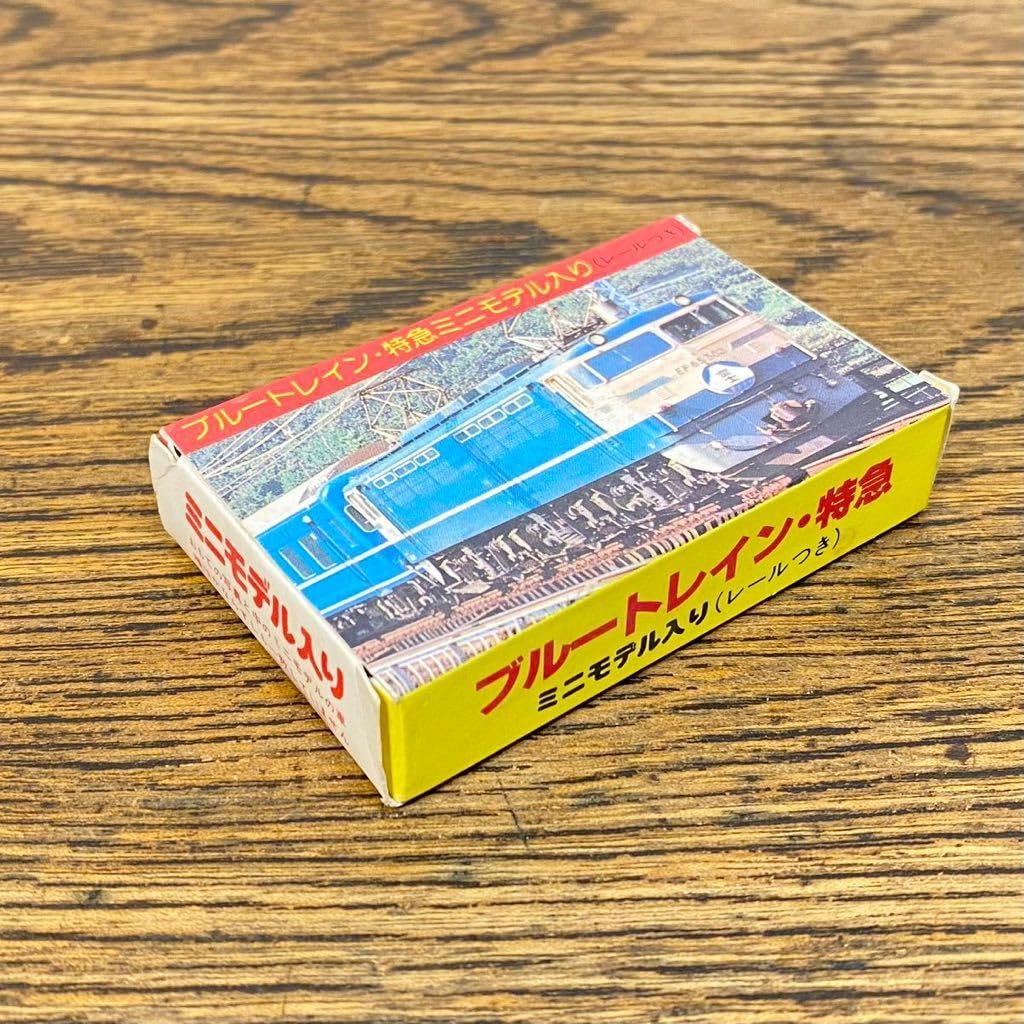 ブルートレイン・特急ミニモデル入り(レールつき)
ブルートレイン・特急
ミニモデル入り(レールつき)
ミニモデル入り